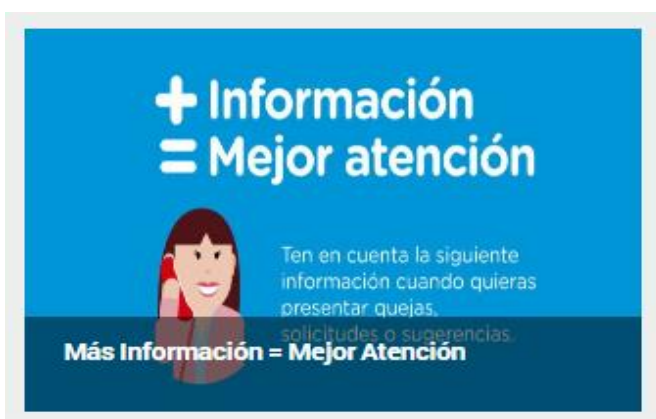 + Información
= Mejor atención
Ten en cuenta la siguiente
información cuando quieras
presentar quejas,
solicitudes o sugerencias.
Más Información = Mejor Atención